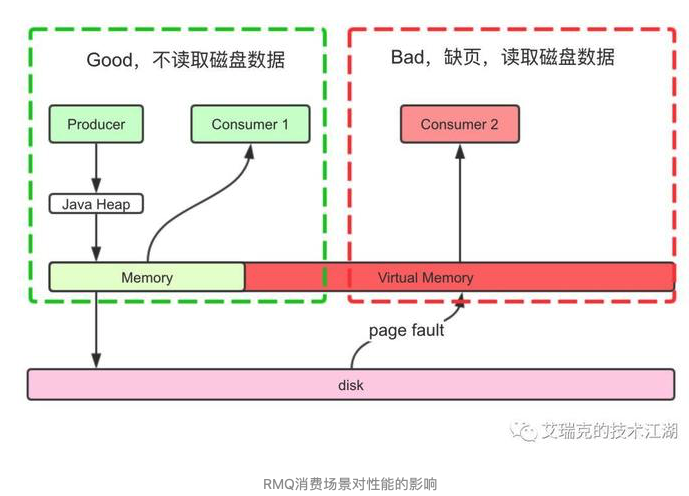 Good，不读取磁盘数据
Bad，缺页，读取磁盘数据
Producer
Consumer 1
Consumer 2
Java Heap
Memory
Virtual Memory
page fault
disk
艾瑞克的技术江湖
RMQ消费场景对性能的影响